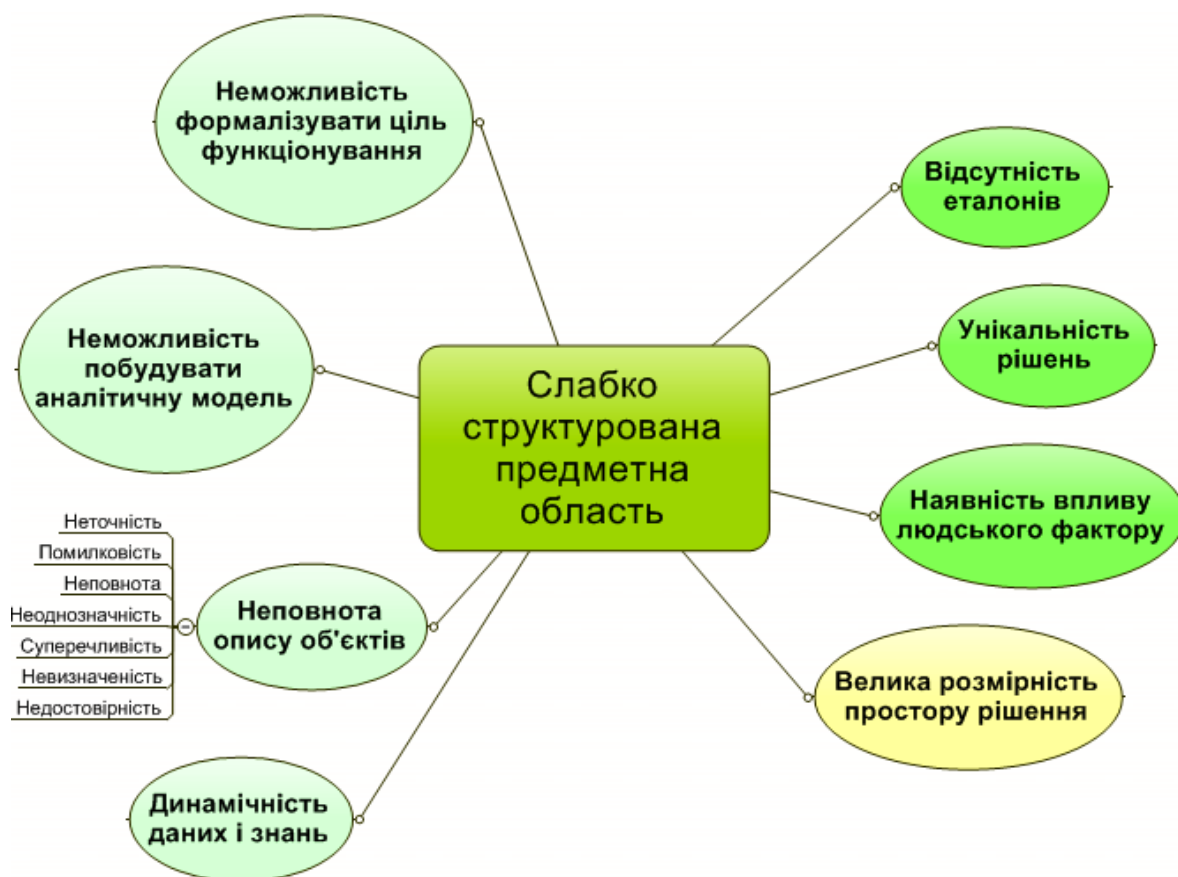 Неможливість
формалізувати ціль
функціонування
Відсутність
еталонів
Унікальність
рішень
Неможливість
побудувати
аналітичну модель
Слабко
структурована
предметна
область
Наявність впливу
людського фактору
Неточність
Помилковість
Неповнота
Неоднозначність
Суперечливість
Невизначеність
Недостовірність
Неповнота
опису об'єктів
Велика розмірність
простору рішення
Динамічність
даних і знань